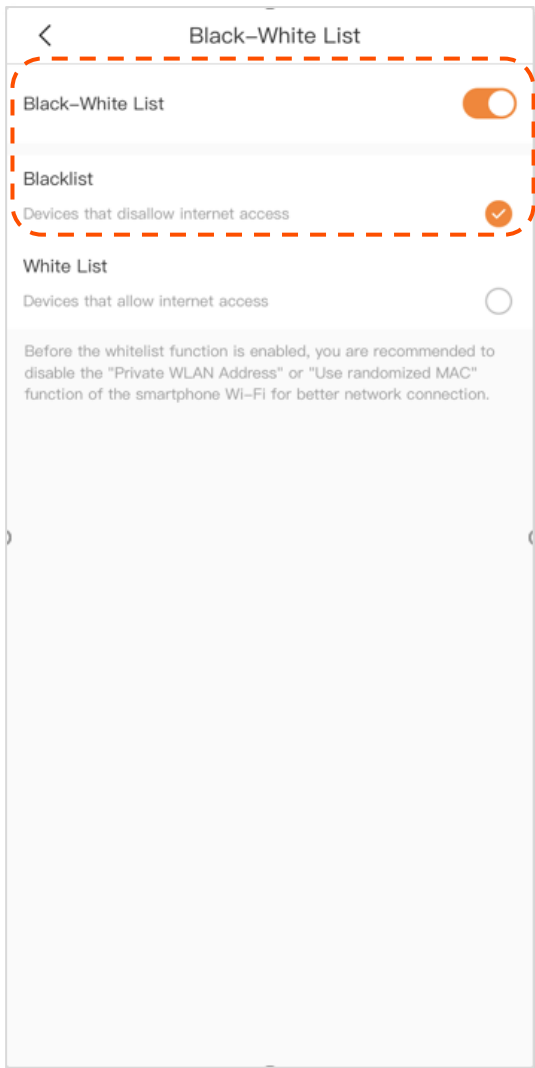 Black–White List
Black–White List
Blacklist
Devices that disallow internet access
White List
Devices that allow internet access
Before the whitelist function is enabled, you are recommended to
disable the "Private WLAN Address" or "Use randomized MAC"
function of the smartphone Wi–Fi for better network connection.